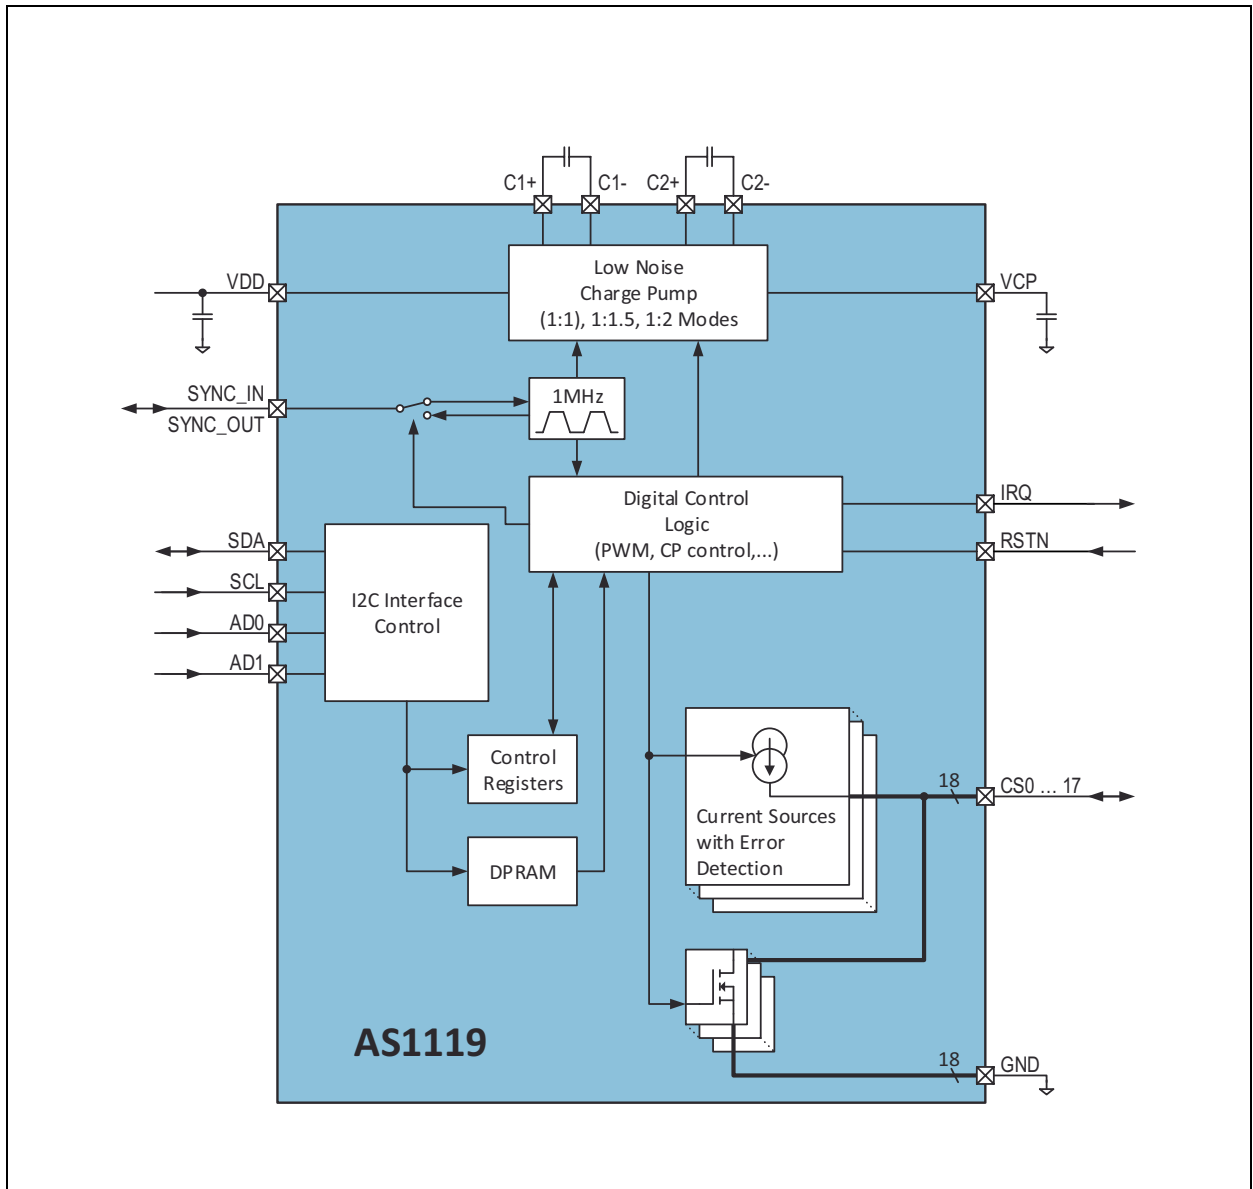 C1+ C1- C2+ C2-
Low Noise
Charge Pump
(1:1), 1:1.5, 1:2 Modes
VDD
VCP
SYNC_IN
SYNC_OUT
1MHz
Digital Control
Logic
(PWM, CP control,...)
IRQ
RSTN
SDA
SCL
AD0
AD1
I2C Interface
Control
Control
Registers
DPRAM
Current Sources
with Error
Detection
18
CS0 ... 17
AS1119
18
GND